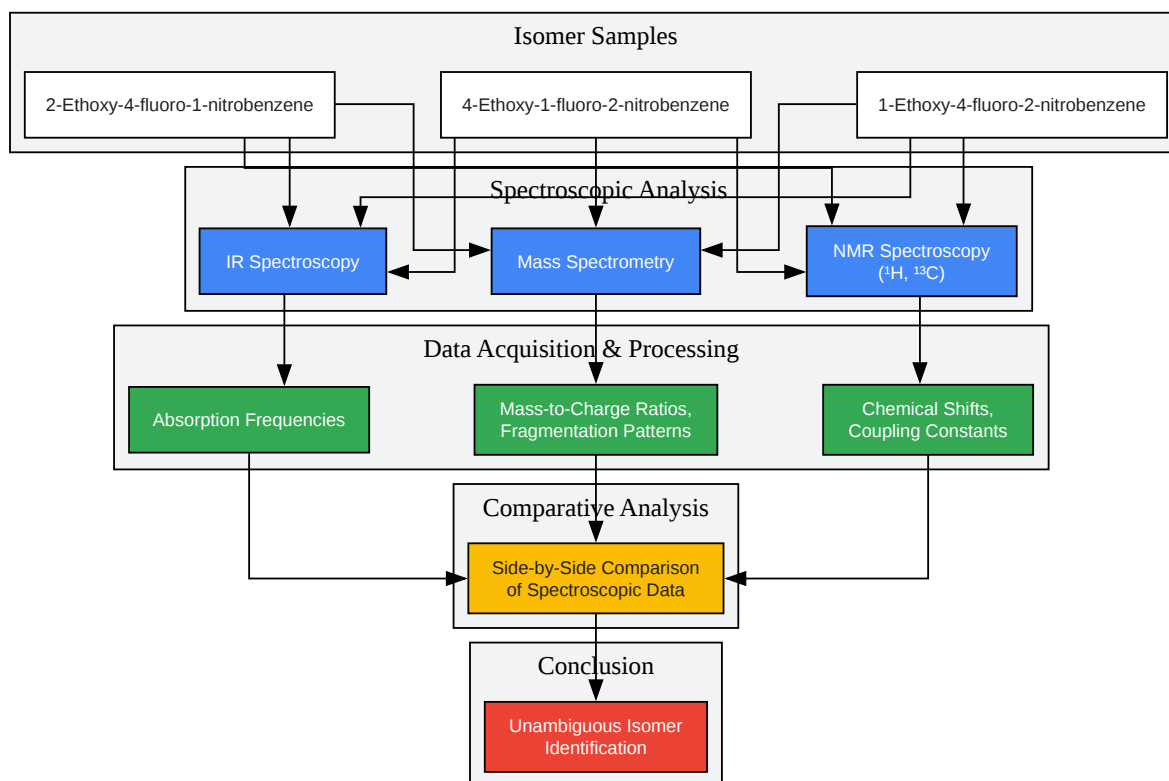 Isomer Samples
2-Ethoxy-4-fluoro-1-nitrobenzene
4-Ethoxy-1-fluoro-2-nitrobenzene
1-Ethoxy-4-fluoro-2-nitrobenzene
Spectroscopic Analysis
IR Spectroscopy
Mass Spectrometry
NMR Spectroscopy
(¹H, ¹³C)
Data Acquisition & Processing
Absorption Frequencies
Mass-to-Charge Ratios,
Fragmentation Patterns
Chemical Shifts,
Coupling Constants
Comparative Analysis
Side-by-Side Comparison
of Spectroscopic Data
Conclusion
Unambiguous Isomer
Identification